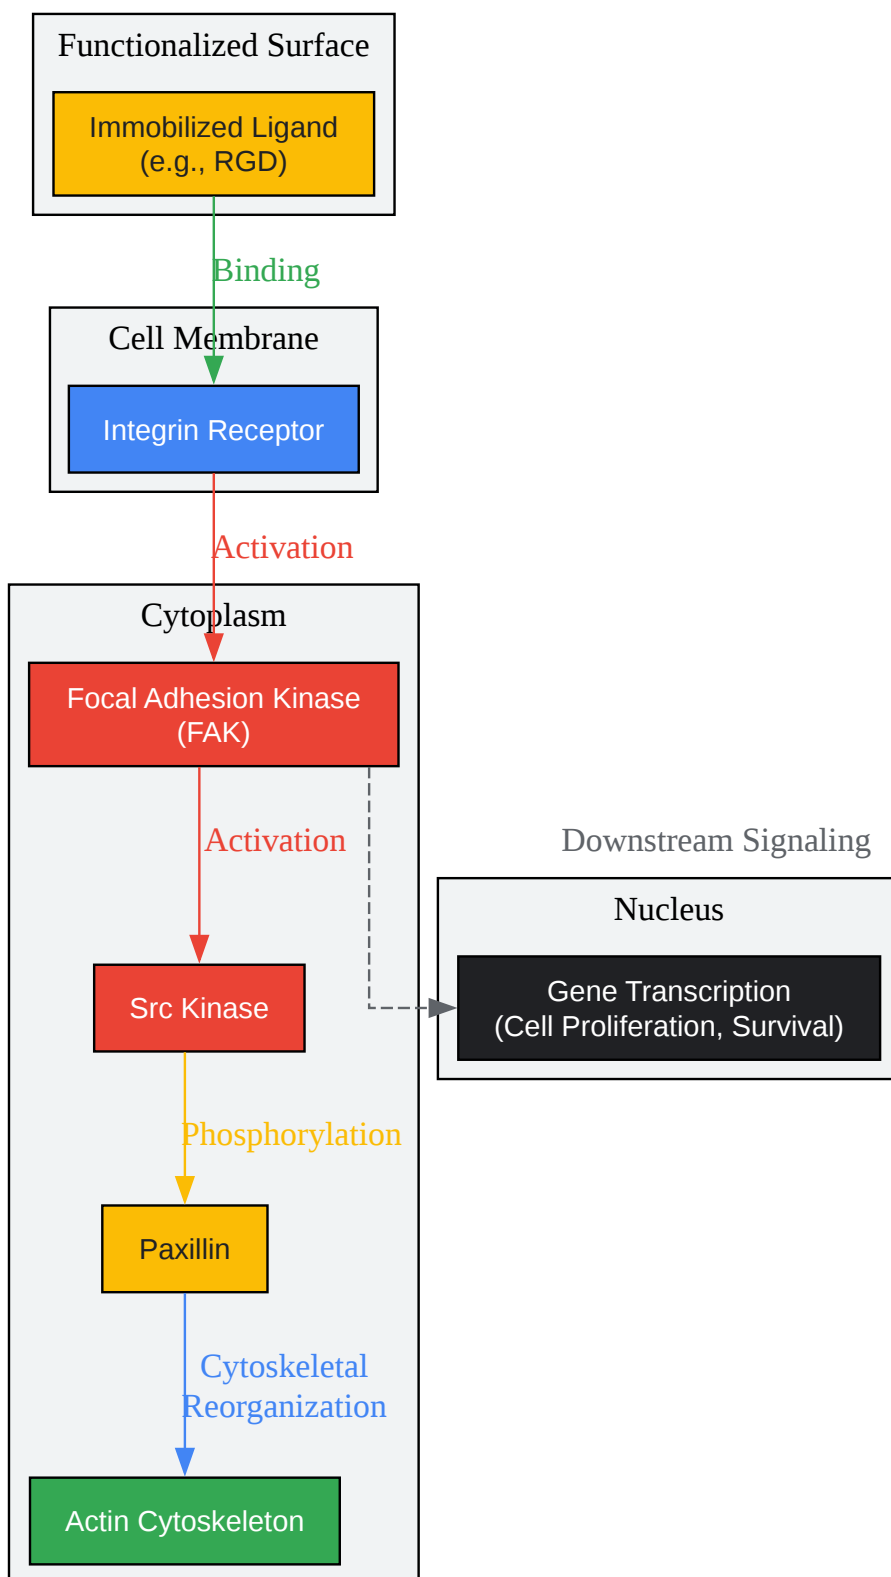 Functionalized Surface
Immobilized Ligand
(e.g., RGD)
Binding
Cell Membrane
Integrin Receptor
Activation
Cytoplasm
Focal Adhesion Kinase
(FAK)
Activation
Downstream Signaling
Nucleus
Gene Transcription
(Cell Proliferation, Survival)
Src Kinase
Phosphorylation
Paxillin
Cytoskeletal
Reorganization
Actin Cytoskeleton